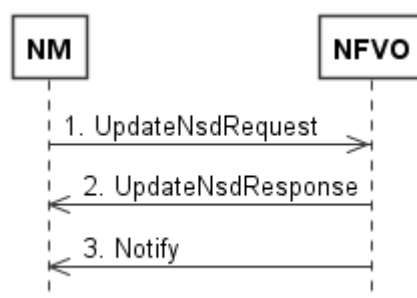 NM
NFVO
1. UpdateNsdRequest
2. UpdateNsdResponse
3. Notify